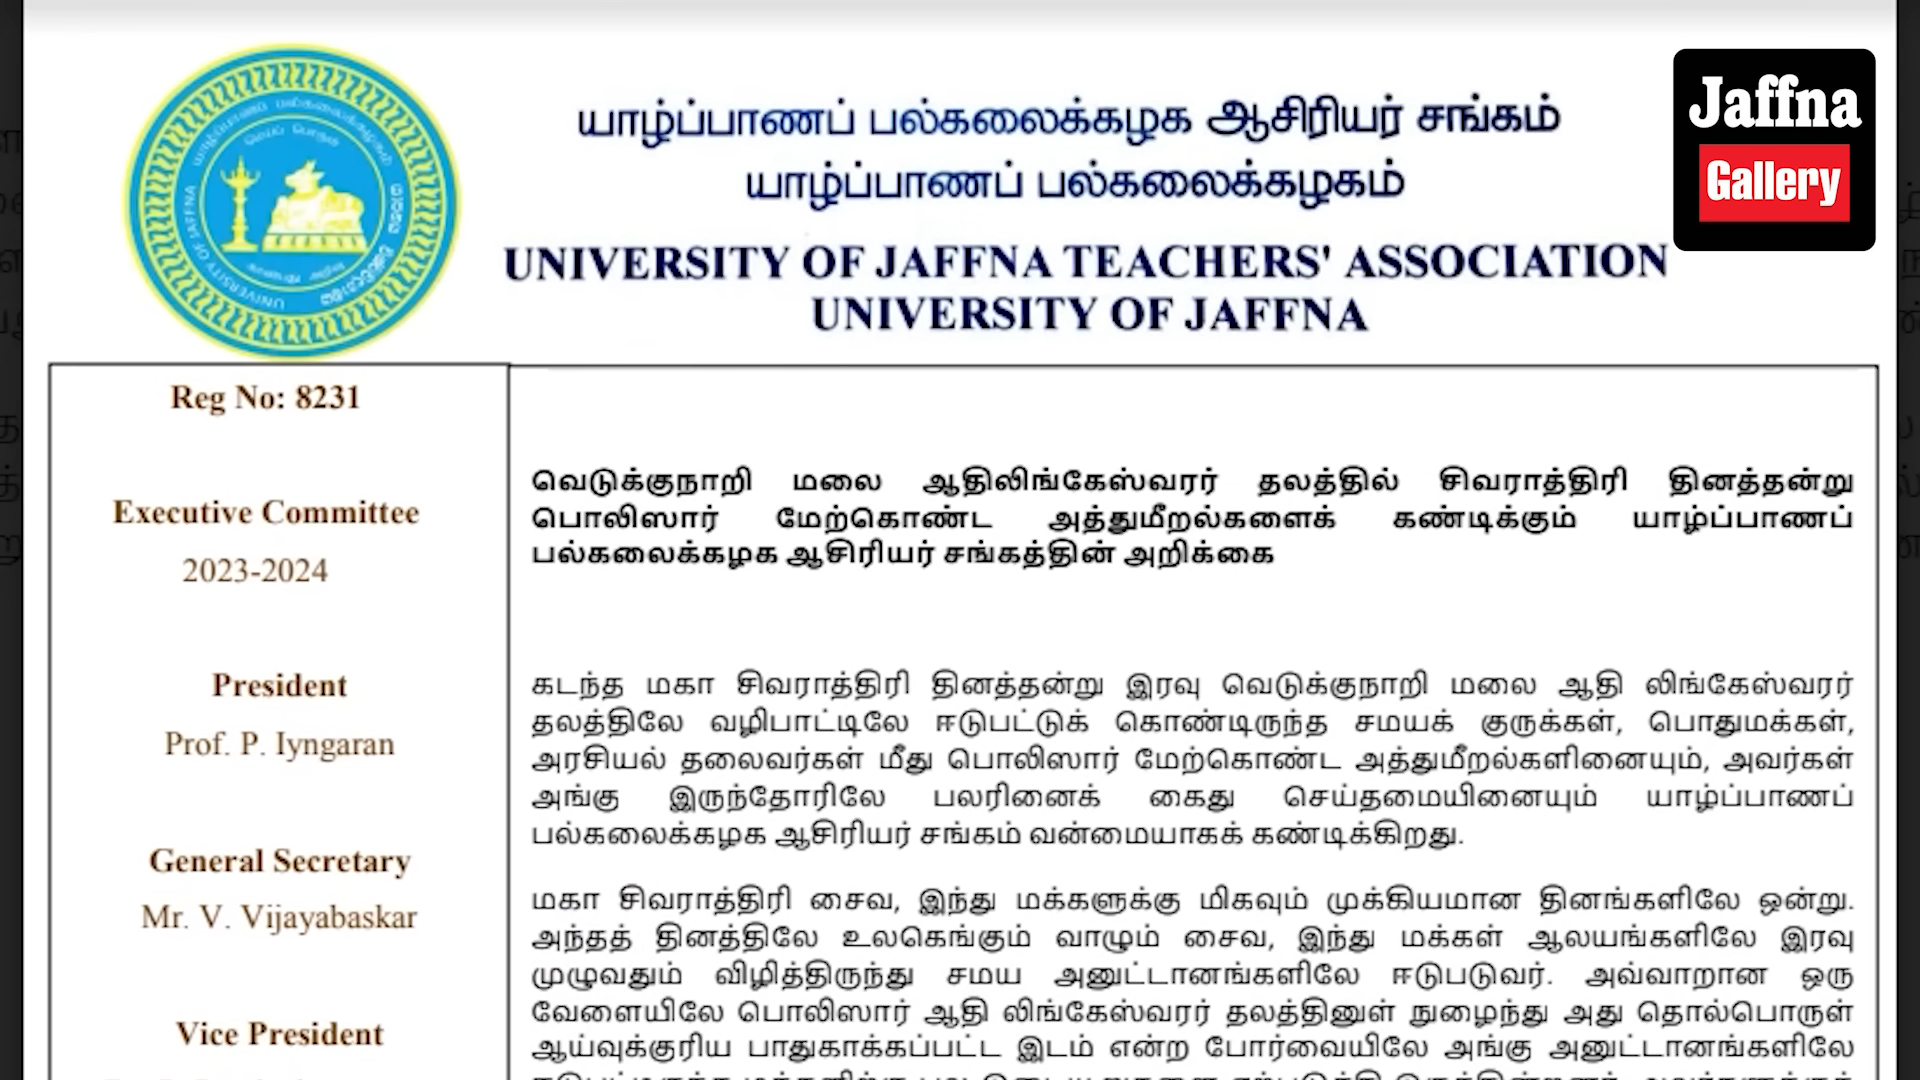 யாழ்ப்பாணப் பல்கலைக்கழக ஆசிரியர் சங்கம்
யாழ்ப்பாணப் பல்கலைக்கழகம்
UNIVERSITY OF JAFFNA TEACHERS' ASSOCIATION
UNIVERSITY OF JAFFNA
Jaffna
Gallery
UNIVERSITY OF JAFFNA
Reg No: 8231
Executive Committee
2023-2024
President
Prof. P. Iyngaran
General Secretary
Mr. V. Vijayabaskar
Vice President
வெடுக்குநாறி மலை ஆதிலிங்கேஸ்வரர் தலத்தில் சிவராத்திரி தினத்தன்று
பொலிஸார் மேற்கொண்ட அத்துமீறல்களைக் கண்டிக்கும் யாழ்ப்பாணப்
பல்கலைக்கழக ஆசிரியர் சங்கத்தின் அறிக்கை
கடந்த மகா சிவராத்திரி தினத்தன்று இரவு வெடுக்குநாறி மலை ஆதி லிங்கேஸ்வரர்
தலத்திலே வழிபாட்டிலே ஈடுபட்டுக் கொண்டிருந்த சமயக் குருக்கள், பொதுமக்கள்,
அரசியல் தலைவர்கள் மீது பொலிஸார் மேற்கொண்ட அத்துமீறல்களினையும், அவர்கள்
அங்கு இருந்தோரிலே பலரினைக் கைது செய்தமையினையும் யாழ்ப்பாணப்
பல்கலைக்கழக ஆசிரியர் சங்கம் வன்மையாகக் கண்டிக்கிறது.
மகா சிவராத்திரி சைவ, இந்து மக்களுக்கு மிகவும் முக்கியமான தினங்களிலே ஒன்று.
அந்தத் தினத்திலே உலகெங்கும் வாழும் சைவ, இந்து மக்கள் ஆலயங்களிலே இரவு
முழுவதும் விழித்திருந்து சமய அனுட்டானங்களிலே ஈடுபடுவர். அவ்வாறான ஒரு
வேளையிலே பொலிஸார் ஆதி லிங்கேஸ்வரர் தலத்தினுள் நுழைந்து அது தொல்பொருள்
ஆய்வுக்குரிய பாதுகாக்கப்பட்ட இடம் என்ற போர்வையிலே அங்கு அனுட்டானங்களிலே